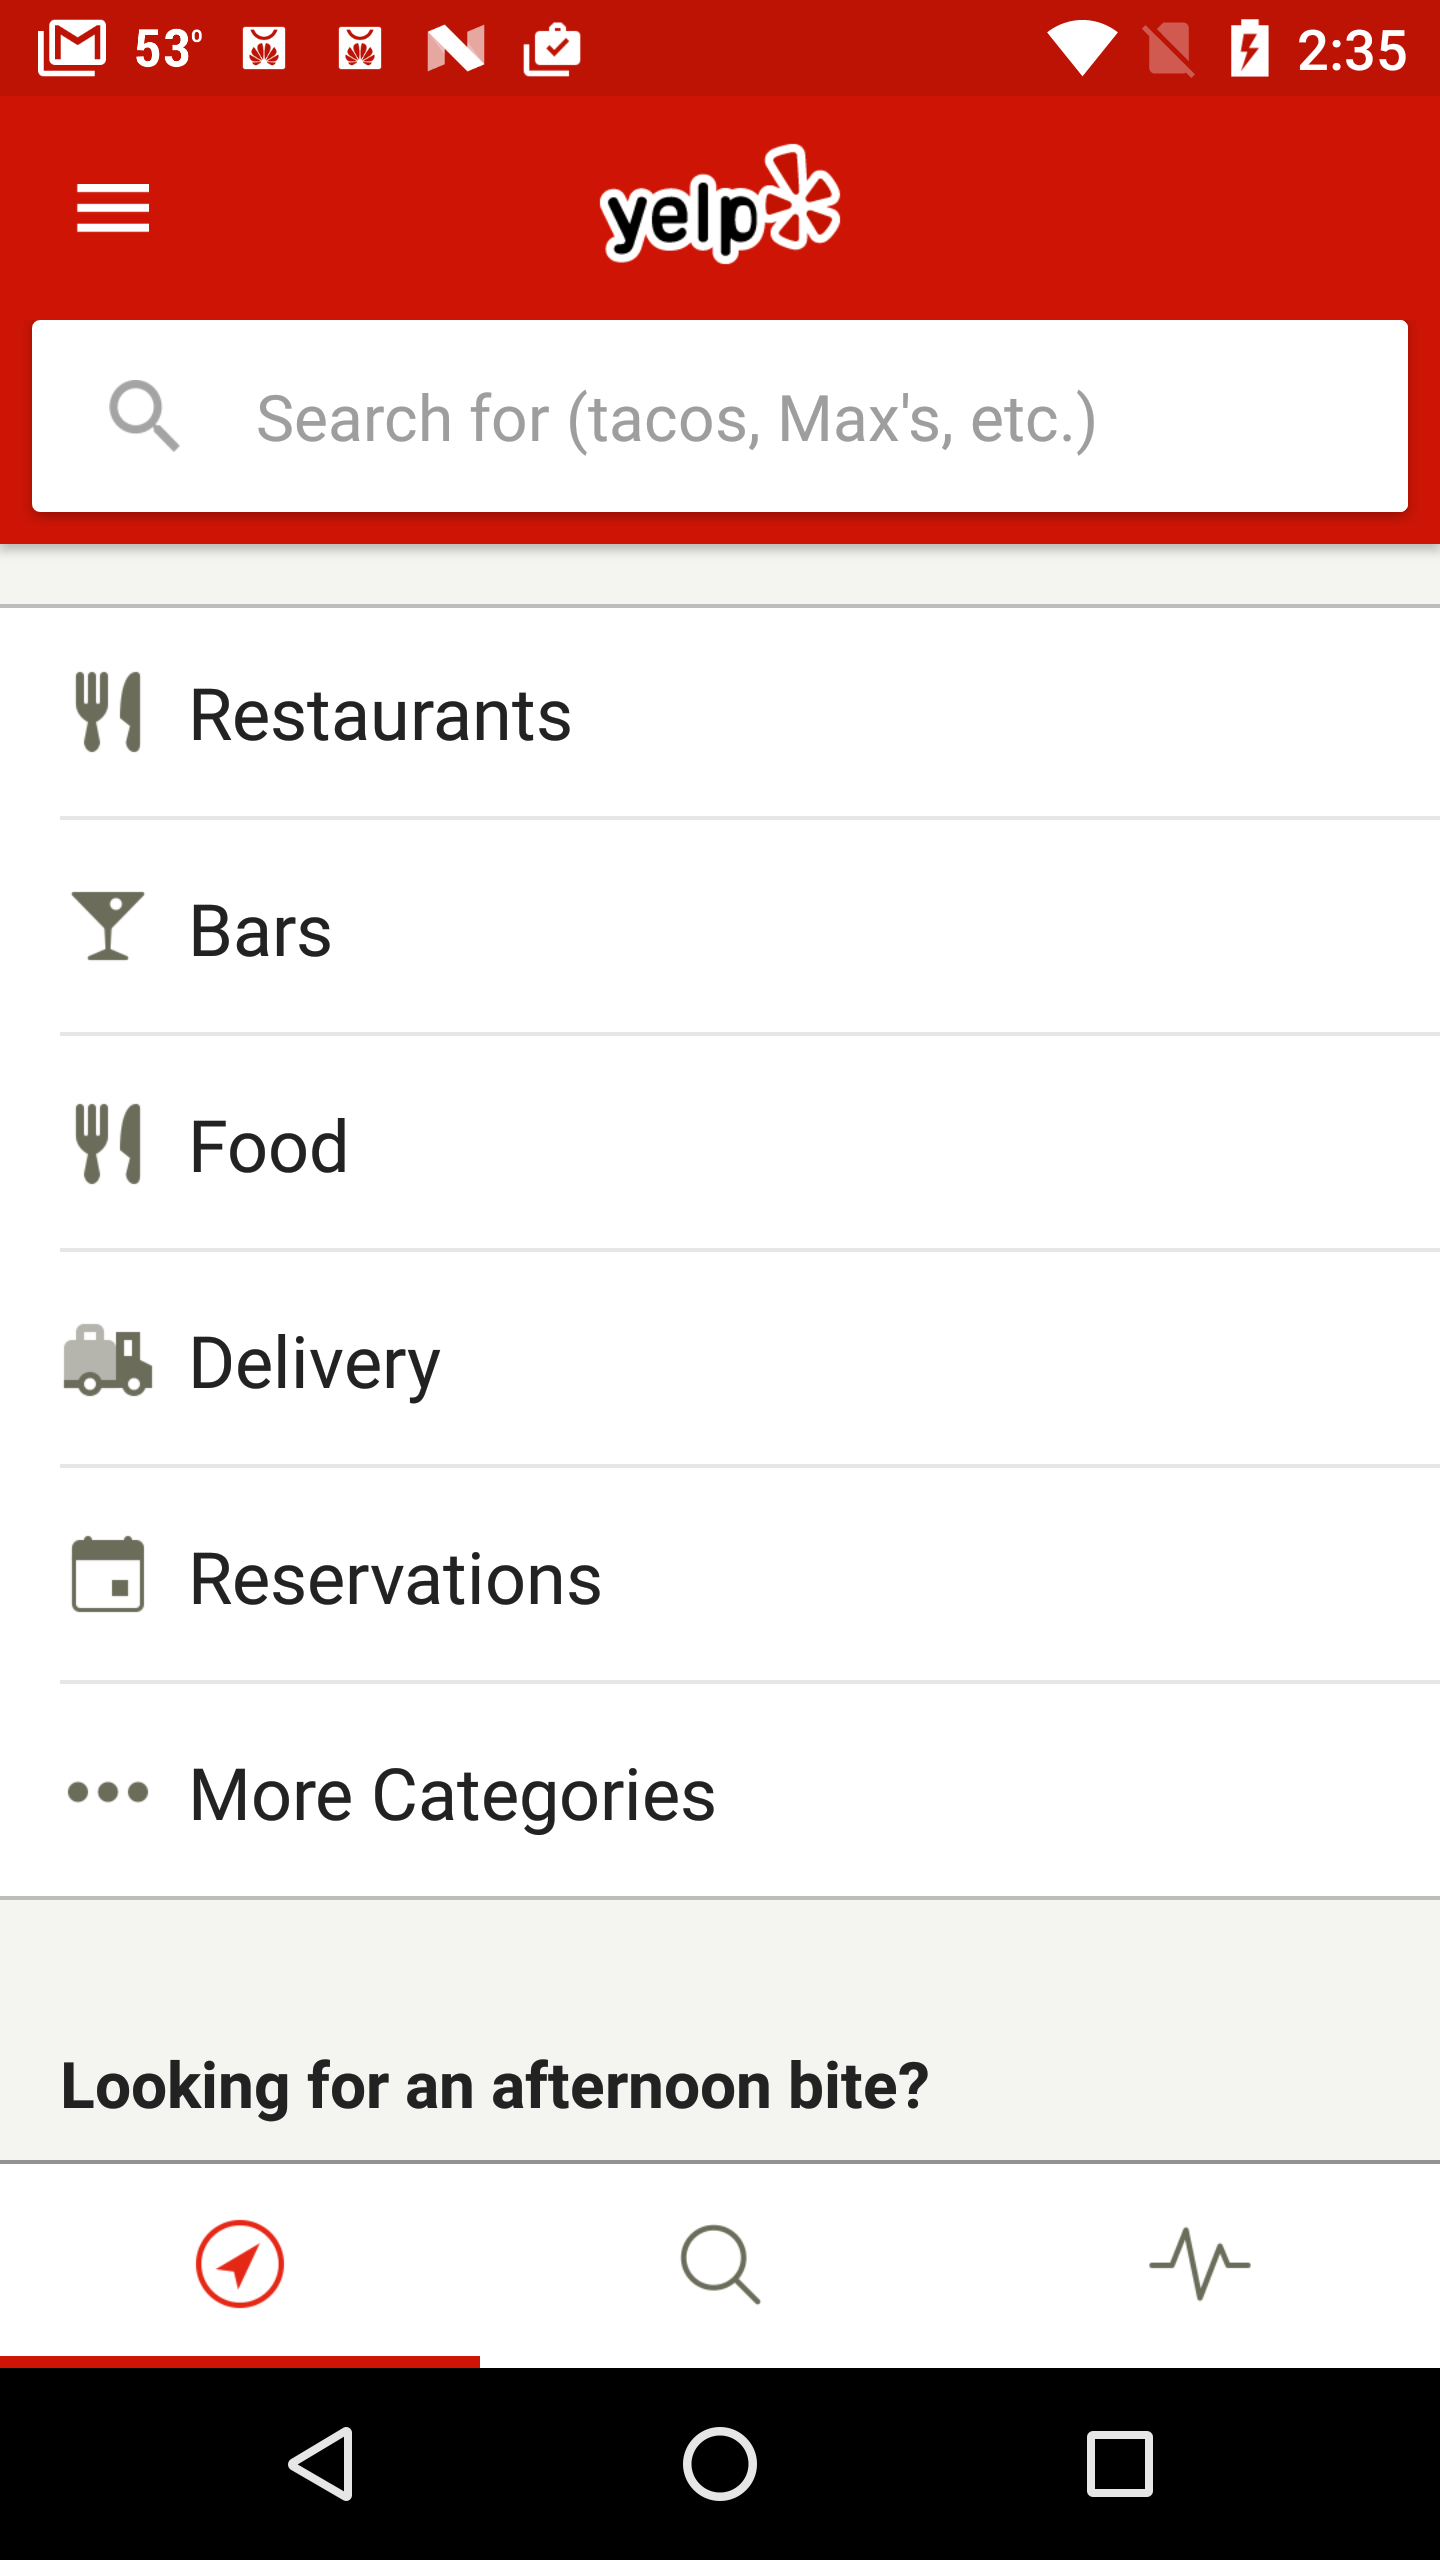 53° 2:35
yelp
Search for (tacos, Max's, etc.)
Restaurants
Bars
Food
Delivery
Reservations
More Categories
Looking for an afternoon bite?